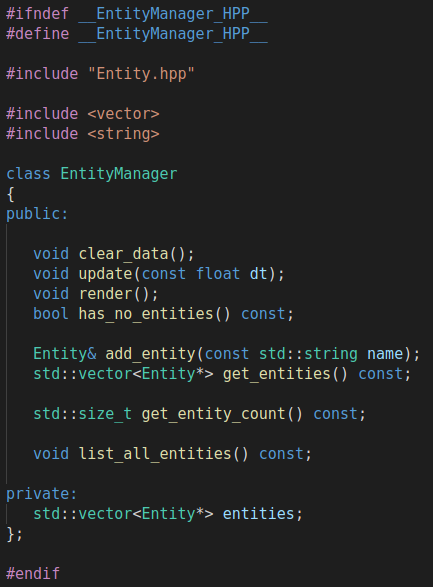 #ifndef __EntityManager_HPP__
#define __EntityManager_HPP__
#include "Entity.hpp"
#include <vector>
#include <string>
class EntityManager
{
public:
void clear_data();
void update(const float dt);
void render();
bool has_no_entities() const;
Entity& add_entity(const std::string name);
std::vector<Entity*> get_entities() const;
std::size_t get_entity_count() const;
void list_all_entities() const;
private:
std::vector<Entity*> entities;
};
#endif